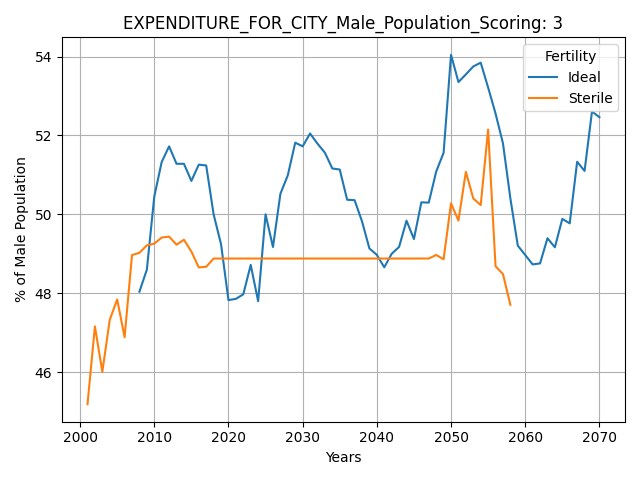 EXPENDITURE_FOR_CITY_Male_Population_Scoring: 3
Fertility
Ideal
Sterile
% of Male Population
54
52
50
48
46
2000 2010 2020 2030 2040 2050 2060 2070
Years